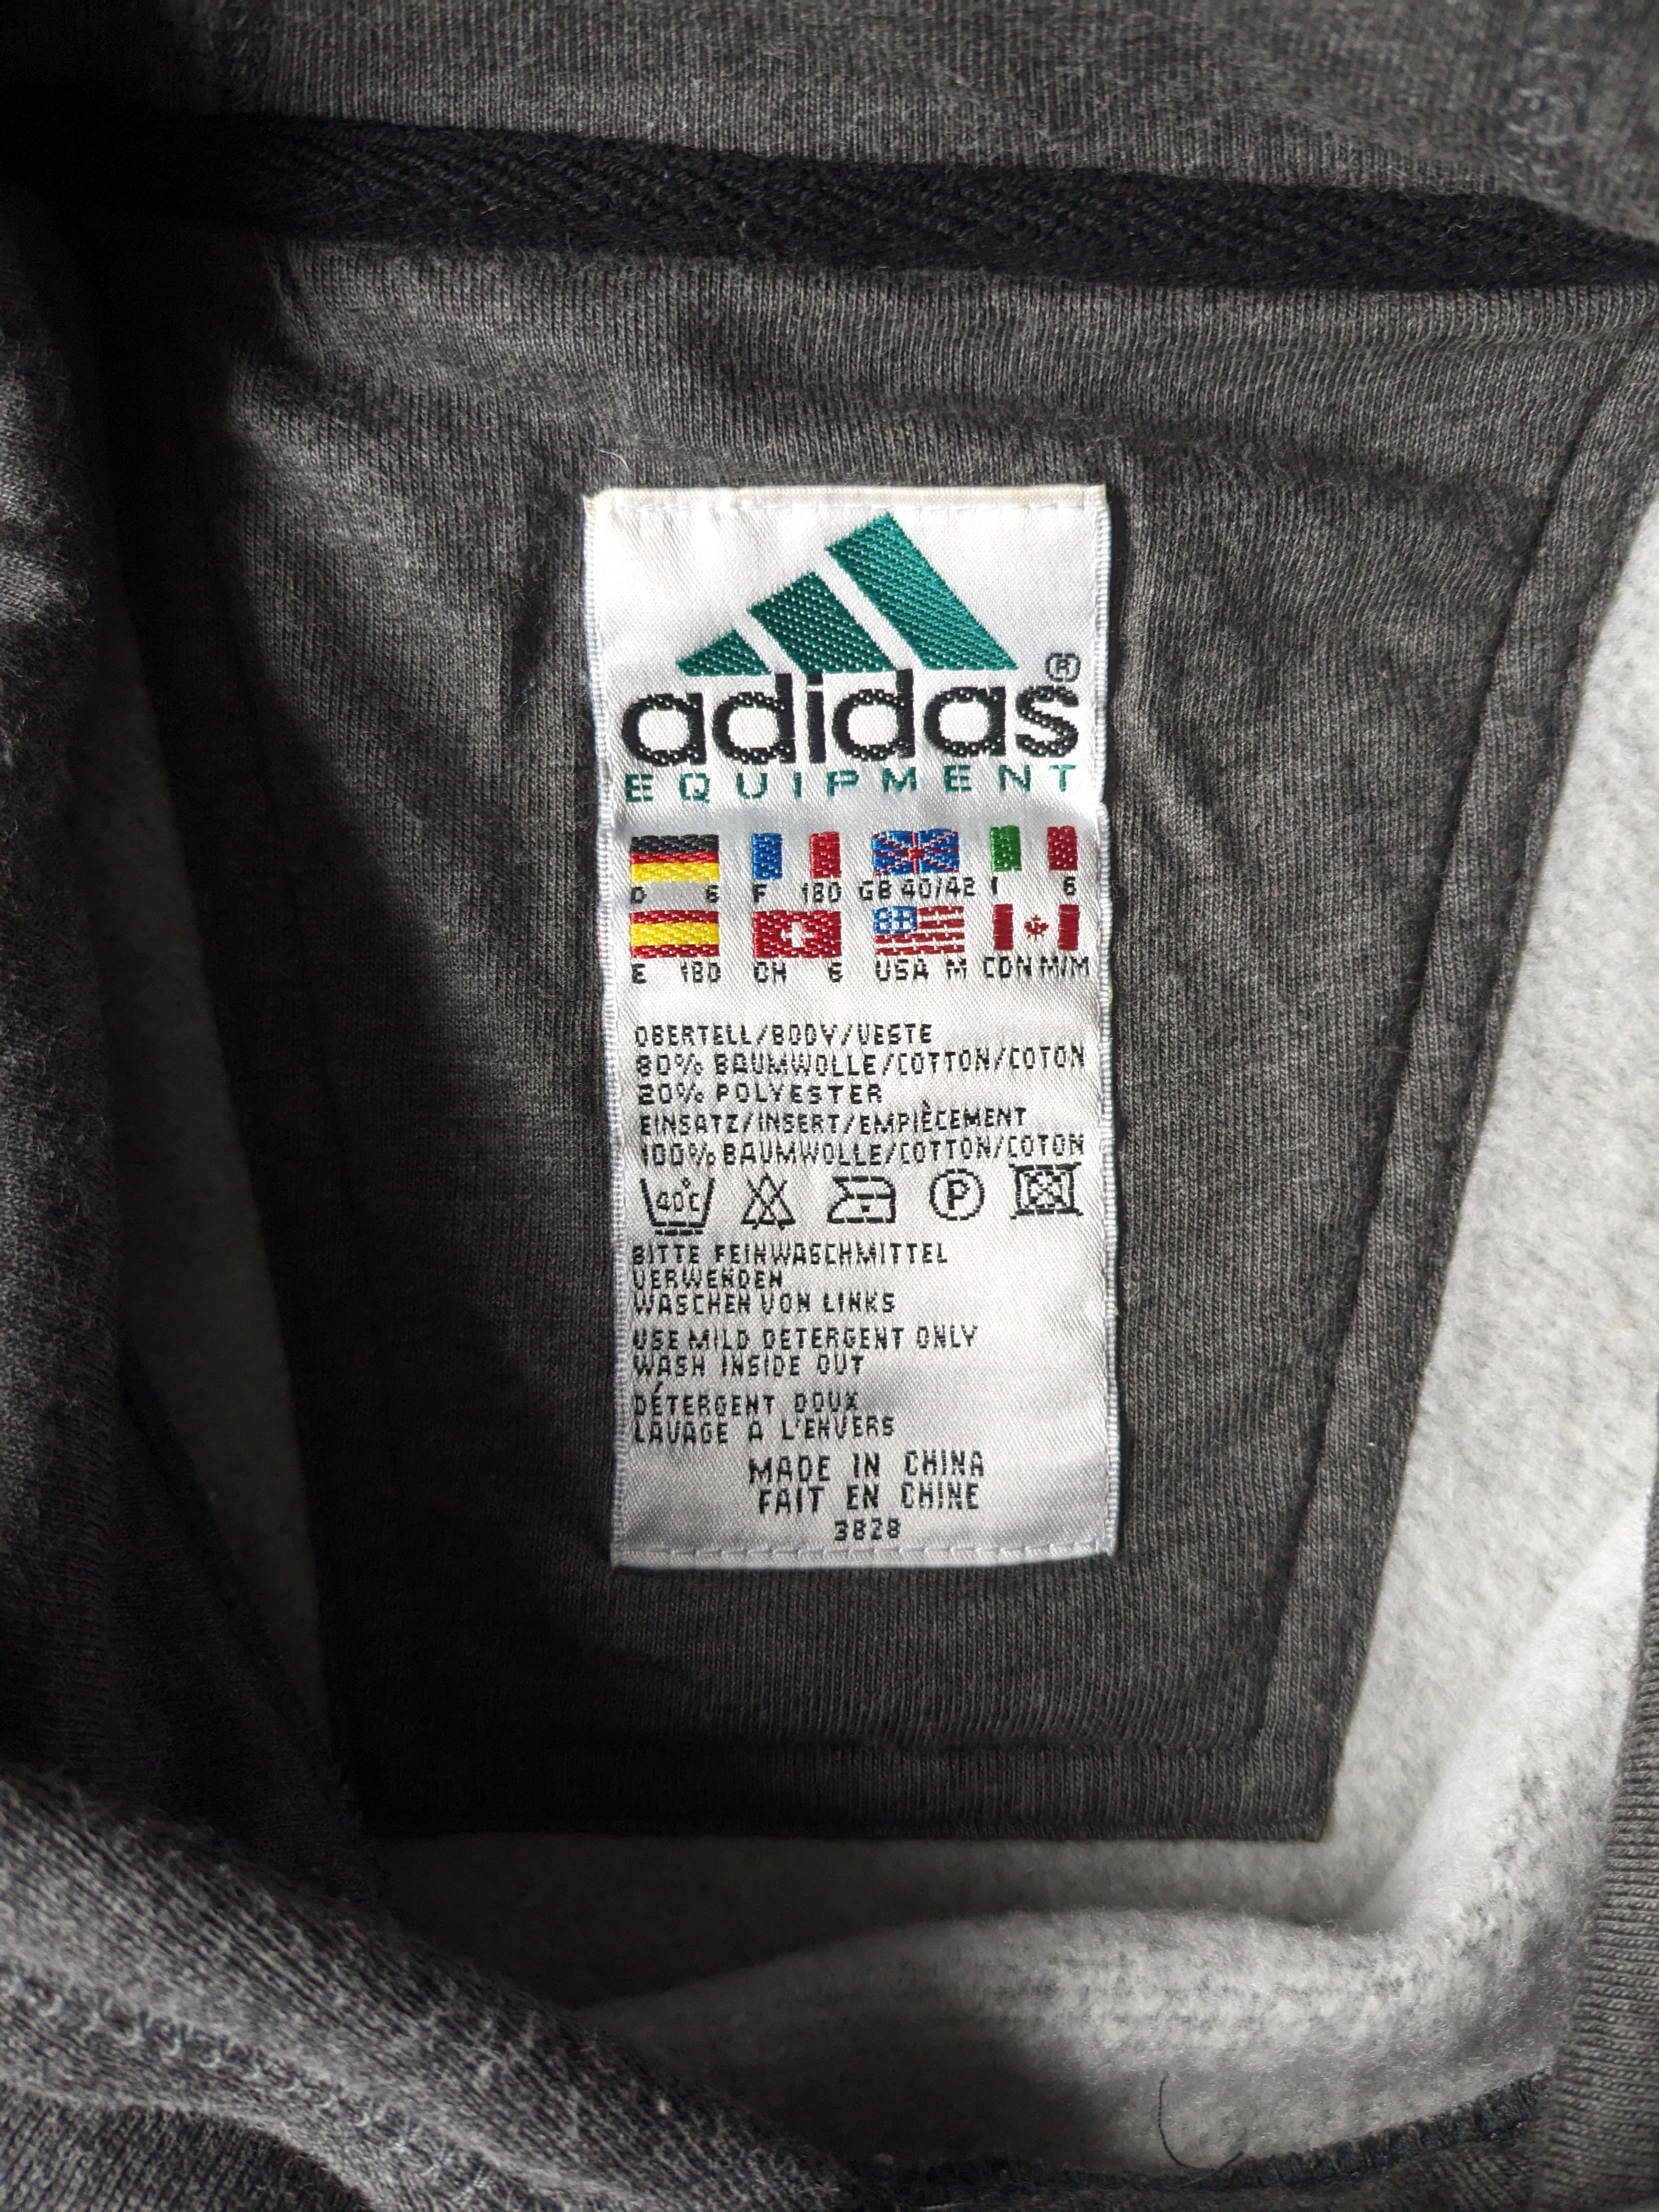 adidas®
EQUIPMENT
D 6 F 180 GB 40/42 I 6
E 180 CH 6 USA M CDN M/M
OBERTELL/BODY/VESTE
80% BAUMWOLLE/COTTON/COTON
20% POLYESTER
EINSATZ/INSERT/EMPIÈCEMENT
100% BAUMWOLLE/COTTON/COTON
40°C P
BITTE FEINWASCHMITTEL
VERWENDEN
WASCHEN VON LINKS
USE MILD DETERGENT ONLY
WASH INSIDE OUT
DÉTERGENT DOUX
LAVAGE A L'ENVERS
MADE IN CHINA
FAIT EN CHINE
3828